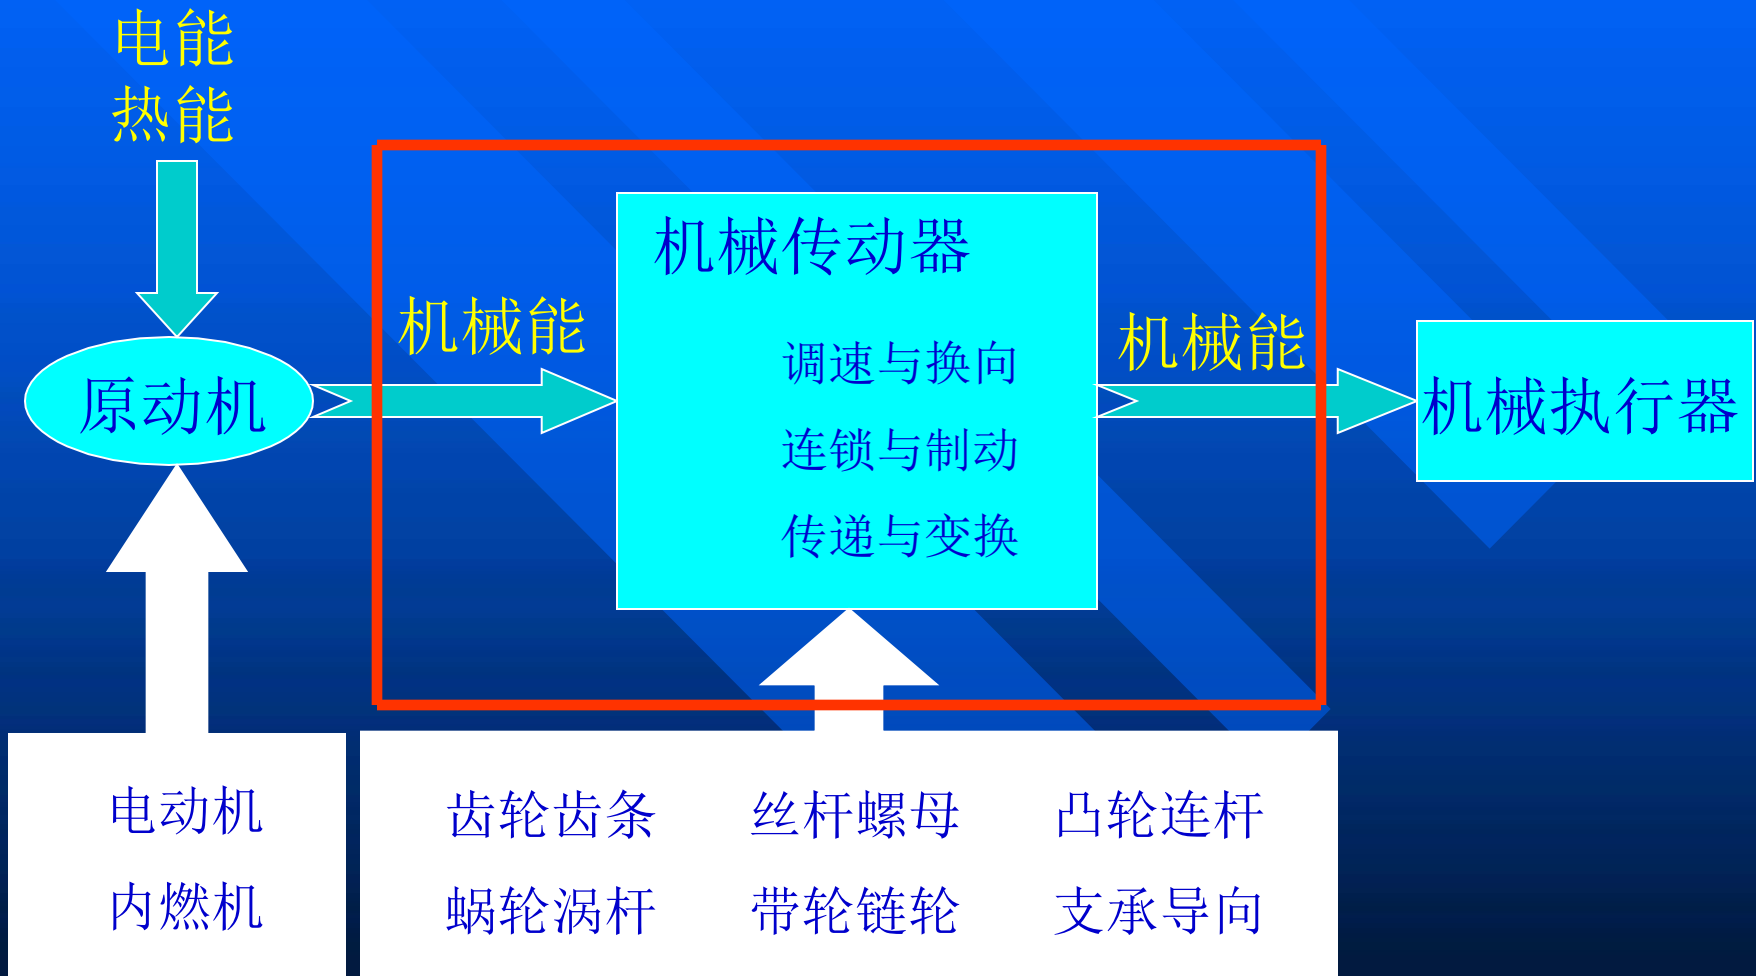 电能
热能
机械传动器
机械能
机械能
调速与换向
原动机
机械执行器
连锁与制动
传递与变换
电动机
内燃机
齿轮齿条 丝杆螺母 凸轮连杆
蜗轮涡杆 带轮链轮 支承导向